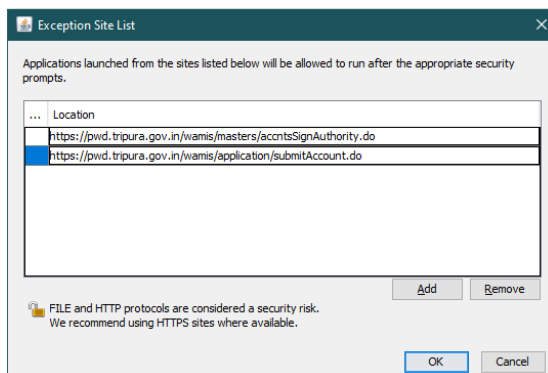 Exception Site List
Applications launched from the sites listed below will be allowed to run after the appropriate security
prompts.
... Location
https://pwd.tripura.gov.in/wamis/masters/accntsSignAuthority.do
https://pwd.tripura.gov.in/wamis/application/submitAccount.do
Add Remove
FILE and HTTP protocols are considered a security risk.
We recommend using HTTPS sites where available.
OK Cancel